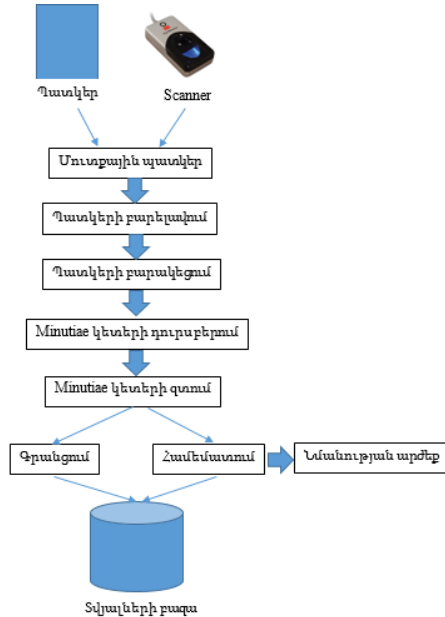 Պատկեր
Scanner
Մուտքային պատկեր
Պատկերի բարելավում
Պատկերի բարակեցում
Minutiae կետերի դուրսբերում
Minutiae կետերի զտում
Գրանցում
Համեմատում
Նմանության արժեք
Տվյալների բազա